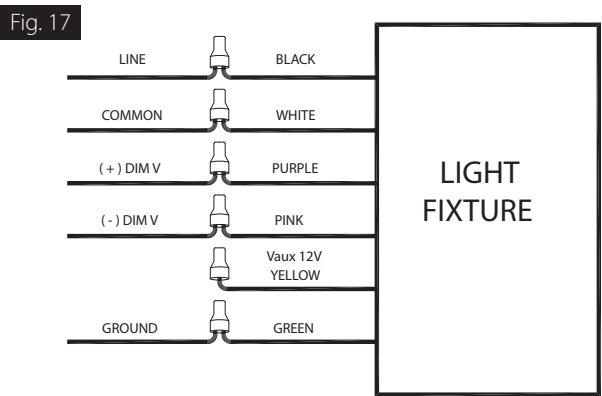 Fig. 17
LINE BLACK
COMMON WHITE
( + ) DIM V PURPLE
( - ) DIM V PINK
Vaux 12V
YELLOW
GROUND GREEN
LIGHT
FIXTURE